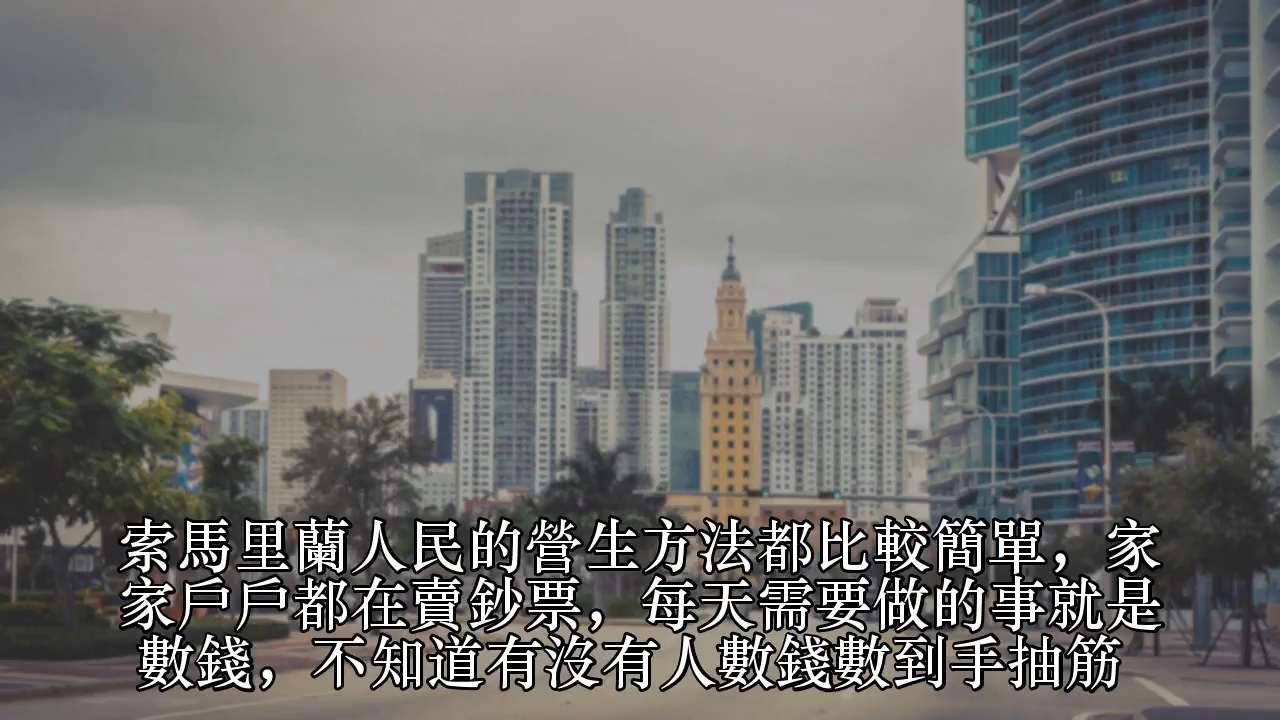 索馬里蘭人民的營生方法都比較簡單，家
家戶戶都在賣鈔票，每天需要做的事就是
數錢，不知道有沒有人數錢數到手抽筋